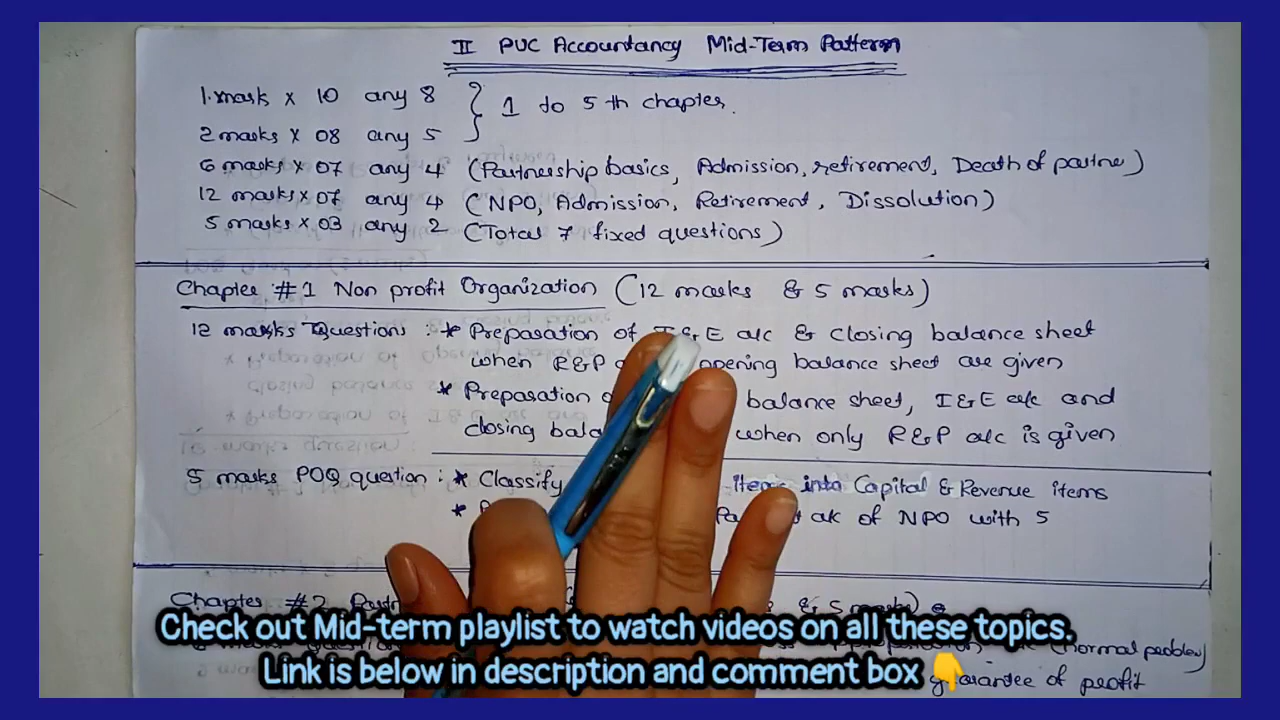 II PUC Accountancy Mid-Term Pattern
1 mark x 10 any 8
2 marks x 08 any 5
1 to 5th chapter.
6 marks x 07 any 4 (Partnership basics, Admission, retirement, Death of partner)
12 marks x 07 any 4 (NPO, Admission, Retirement, Dissolution)
5 marks x 03 any 2 (Total 7 fixed questions)
Chapter #1 Non profit Organization (12 marks & 5 marks)
12 marks Questions : * Preparation of I&E a/c & closing balance sheet
when R&P opening balance sheet are given
* Preparation balance sheet, I&E a/c and
closing when only R&P a/c is given
5 marks POQ question : * Classify items into Capital & Revenue items
* a/c of NPO with 5
Chapter #2 & 5 marks)
(normal problem)
guarantee of profit
Check out Mid-term playlist to watch videos on all these topics.
Link is below in description and comment box 👇